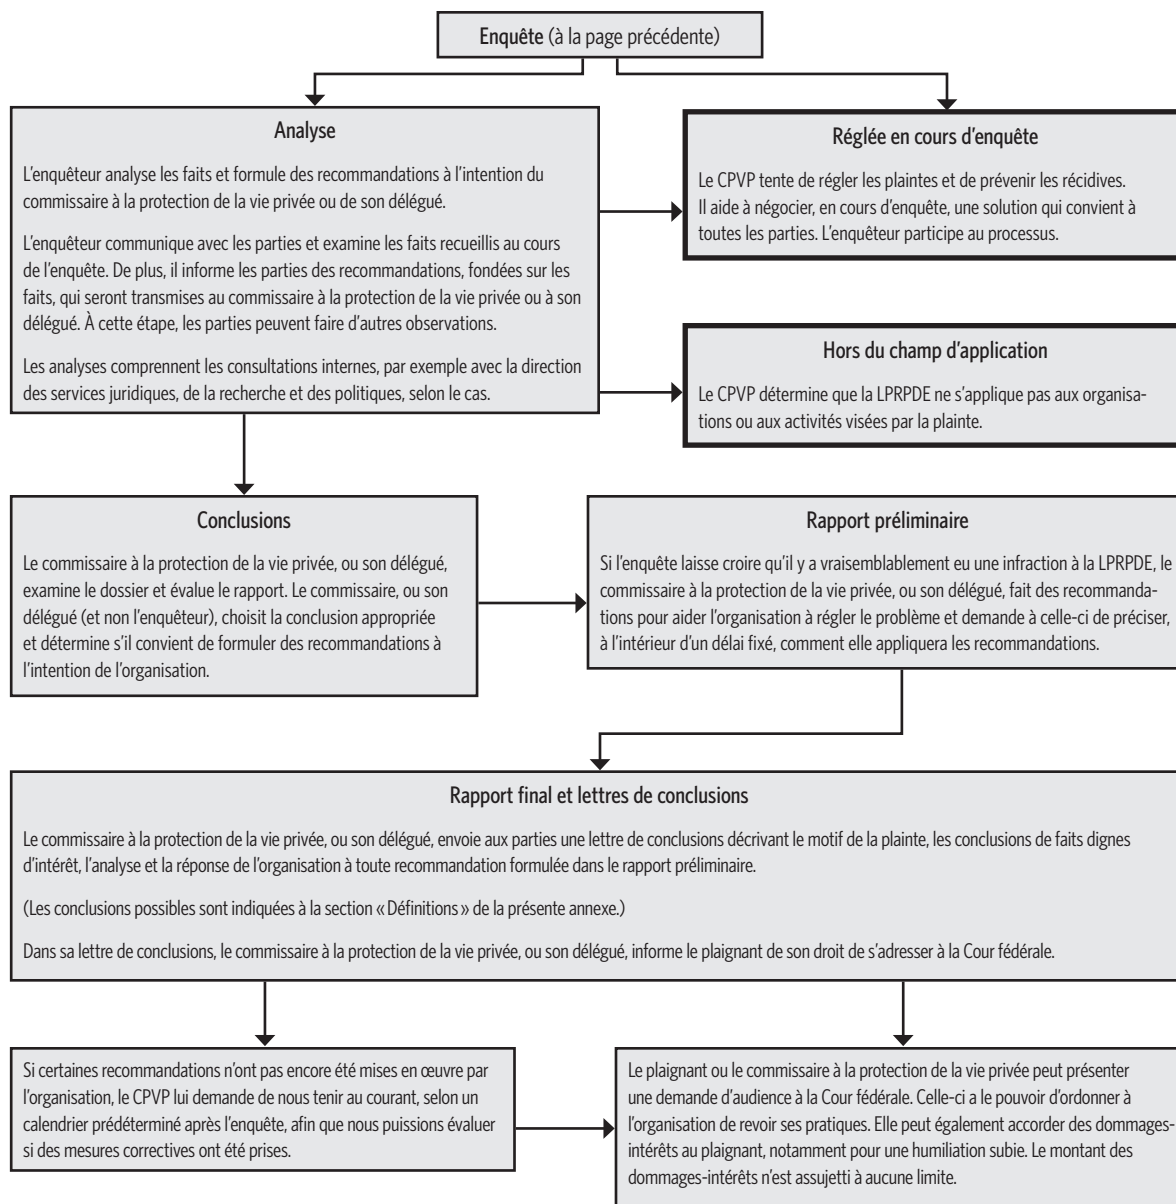 Enquête (à la page précédente)
Analyse
L'enquêteur analyse les faits et formule des recommandations à l'intention du
commissaire à la protection de la vie privée ou de son délégué.
L'enquêteur communique avec les parties et examine les faits recueillis au cours
de l'enquête. De plus, il informe les parties des recommandations, fondées sur les
faits, qui seront transmises au commissaire à la protection de la vie privée ou à son
délégué. À cette étape, les parties peuvent faire d'autres observations.
Les analyses comprennent les consultations internes, par exemple avec la direction
des services juridiques, de la recherche et des politiques, selon le cas.
Réglée en cours d'enquête
Le CPVP tente de régler les plaintes et de prévenir les récidives.
Il aide à négocier, en cours d'enquête, une solution qui convient à
toutes les parties. L'enquêteur participe au processus.
Hors du champ d'application
Le CPVP détermine que la LPRPDE ne s'applique pas aux organisa-
tions ou aux activités visées par la plainte.
Conclusions
Le commissaire à la protection de la vie privée, ou son délégué,
examine le dossier et évalue le rapport. Le commissaire, ou son
délégué (et non l'enquêteur), choisit la conclusion appropriée
et détermine s'il convient de formuler des recommandations à
l'intention de l'organisation.
Rapport préliminaire
Si l'enquête laisse croire qu'il y a vraisemblablement eu une infraction à la LPRPDE, le
commissaire à la protection de la vie privée, ou son délégué, fait des recommanda-
tions pour aider l'organisation à régler le problème et demande à celle-ci de préciser,
à l'intérieur d'un délai fixé, comment elle appliquera les recommandations.
Rapport final et lettres de conclusions
Le commissaire à la protection de la vie privée, ou son délégué, envoie aux parties une lettre de conclusions décrivant le motif de la plainte, les conclusions de faits dignes
d'intérêt, l'analyse et la réponse de l'organisation à toute recommandation formulée dans le rapport préliminaire.
(Les conclusions possibles sont indiquées à la section « Définitions » de la présente annexe.)
Dans sa lettre de conclusions, le commissaire à la protection de la vie privée, ou son délégué, informe le plaignant de son droit de s'adresser à la Cour fédérale.
Si certaines recommandations n'ont pas encore été mises en œuvre par
l'organisation, le CPVP lui demande de nous tenir au courant, selon un
calendrier prédéterminé après l'enquête, afin que nous puissions évaluer
si des mesures correctives ont été prises.
Le plaignant ou le commissaire à la protection de la vie privée peut présenter
une demande d'audience à la Cour fédérale. Celle-ci a le pouvoir d'ordonner à
l'organisation de revoir ses pratiques. Elle peut également accorder des dommages-
intérêts au plaignant, notamment pour une humiliation subie. Le montant des
dommages-intérêts n'est assujetti à aucune limite.